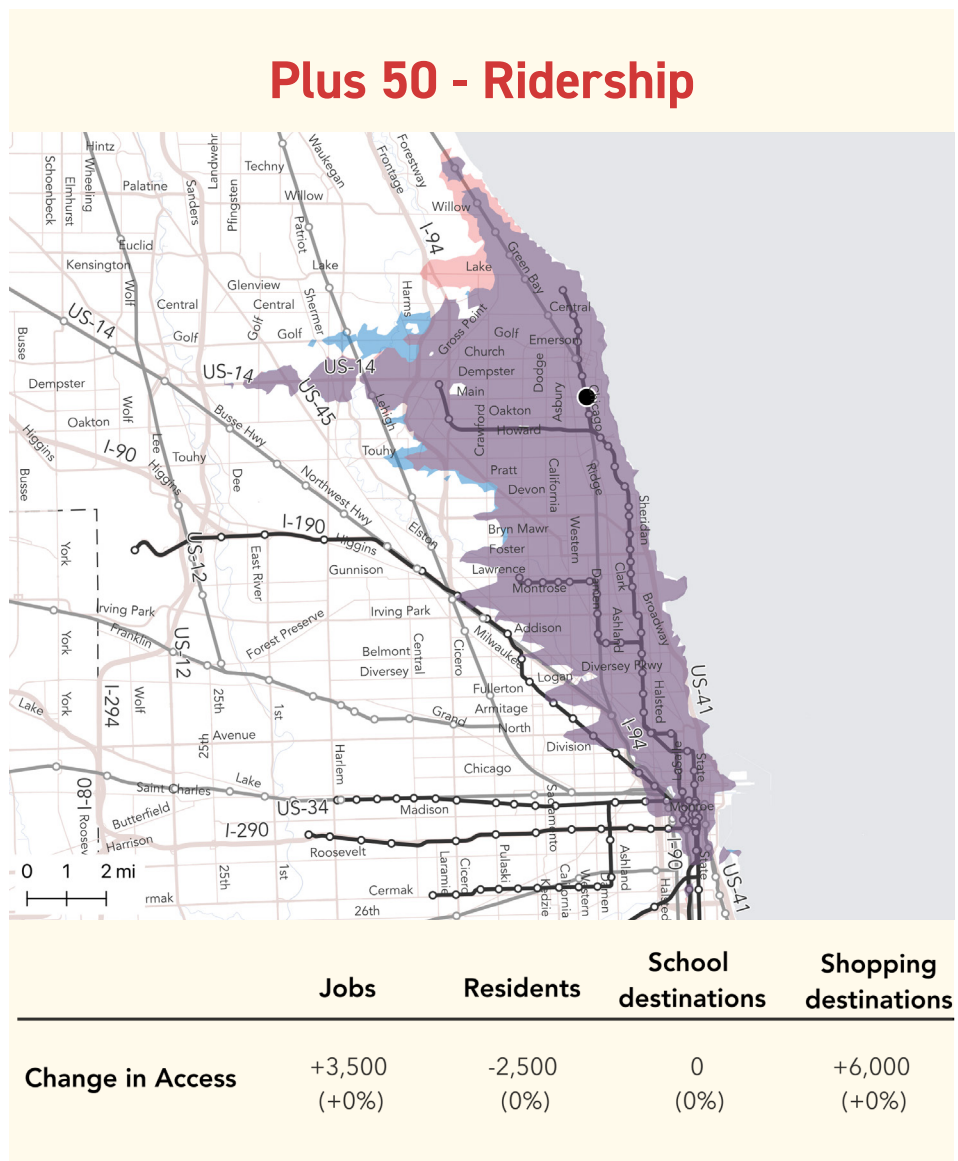 Plus 50 - Ridership
Hintz
Wheeling
Elmhurst
Schoenbeck
Palatine
Sanders
Landwehr
Pfingsten
Techny
Willow
Waukegan
Patriot
Frontage
Forestway
Willow
I-94
Euclid
Kensington
Wolf
Lake
Lake
Green Bay
Glenview
Central
Central
Golf
Golf
Golf
Shermer
Harms
Gross Point
Golf
Central
Emerson
US-14
Busse
Church
Dempster
Dodge
US-14
US-14
US-45
Dempster
Main
Asbury
Chicago
Wolf
Oakton
Oakton
Crawford
Howard
Lehigh
Busse Hwy
Higgins
I-90
Lee
Touhy
Touhy
Higgins
Busse
Dee
Northwest Hwy
Pratt
Devon
California
Ridge
Sheridan
I-190
Elston
Bryn Mawr
Western
York
US-12
East River
Higgins
Gunnison
Foster
Lawrence
Montrose
Damen
Clark
Irving Park
Franklin
Forest Preserve
Irving Park
Addison
Ashland
Broadway
York
US-12
Belmont
Diversey
Central
Cicero
Milwaukee
Logan
Diversey Pkwy
Lake
York
I-294
Wolf
25th
1st
Fullerton
Armitage
North
Grand
Halsted
US-41
I-94
25th
Avenue
Harlem
Division
Chicago
State
Lake
Saint Charles
Butterfield
US-34
Madison
Sacramento
Monroe
I-80
Roosev
Harrison
I-290
Roosevelt
I-90
State
0 1 2 mi
25th
1st
Laramie
Cicero
Pulaski
Kedzie
California
Western
Ashland
Halsted
US-41
rmak
Cermak
26th
Jobs
Residents
School
destinations
Shopping
destinations
Change in Access
+3,500
(+0%)
-2,500
(0%)
0
(0%)
+6,000
(+0%)